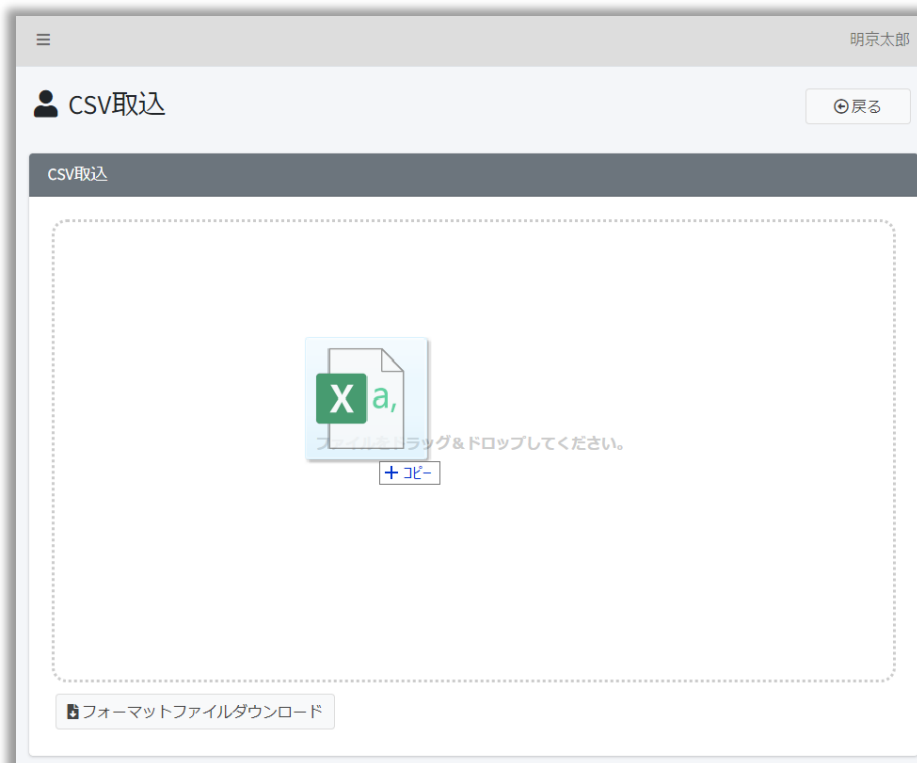 明京太郎
CSV取込
戻る
CSV取込
X a,
ファイルをドラッグ&ドロップしてください。
+ コピー
フォーマットファイルダウンロード